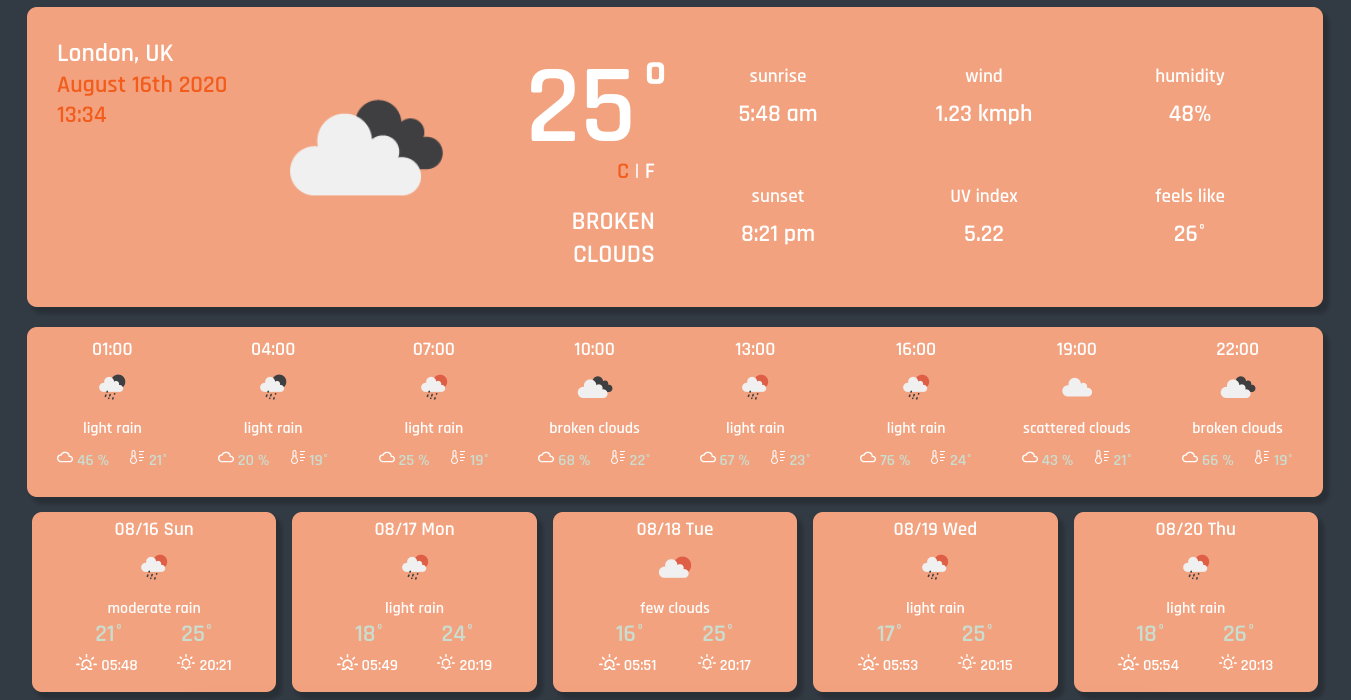 London, UK
August 16th 2020
13:34
25°
C | F
BROKEN
CLOUDS
sunrise wind humidity
5:48 am 1.23 kmph 48%
sunset UV index feels like
8:21 pm 5.22 26°
01:00 04:00 07:00 10:00 13:00 16:00 19:00 22:00
light rain light rain light rain broken clouds light rain light rain scattered clouds broken clouds
46 % 21° 20 % 19° 25 % 19° 68 % 22° 67 % 23° 76 % 24° 43 % 21° 66 % 19°
08/16 Sun 08/17 Mon 08/18 Tue 08/19 Wed 08/20 Thu
moderate rain light rain few clouds light rain light rain
21° 25° 18° 24° 16° 25° 17° 25° 18° 26°
05:48 20:21 05:49 20:19 05:51 20:17 05:53 20:15 05:54 20:13